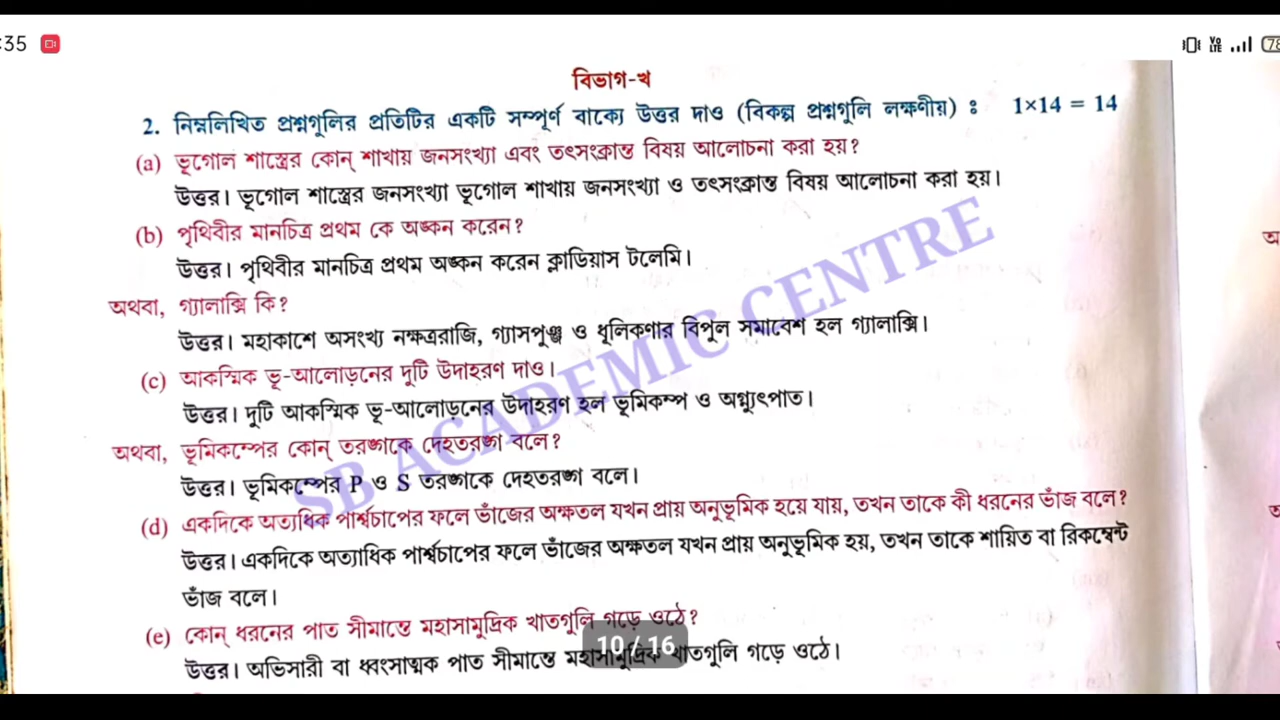 :35
78
বিভাগ-খ
2. নিম্নলিখিত প্রশ্নগুলির প্রতিটির একটি সম্পূর্ণ বাক্যে উত্তর দাও (বিকল্প প্রশ্নগুলি লক্ষণীয়) : 1×14 = 14
(a) ভূগোল শাস্ত্রের কোন্ শাখায় জনসংখ্যা এবং তৎসংক্রান্ত বিষয় আলোচনা করা হয়?
উত্তর। ভূগোল শাস্ত্রের জনসংখ্যা ভূগোল শাখায় জনসংখ্যা ও তৎসংক্রান্ত বিষয় আলোচনা করা হয়।
(b) পৃথিবীর মানচিত্র প্রথম কে অঙ্কন করেন?
উত্তর। পৃথিবীর মানচিত্র প্রথম অঙ্কন করেন ক্লাডিয়াস টলেমি।
অথবা, গ্যালাক্সি কি?
উত্তর। মহাকাশে অসংখ্য নক্ষত্ররাজি, গ্যাসপুঞ্জ ও ধূলিকণার বিপুল সমাবেশ হল গ্যালাক্সি।
(c) আকস্মিক ভূ-আলোড়নের দুটি উদাহরণ দাও।
উত্তর। দুটি আকস্মিক ভূ-আলোড়নের উদাহরণ হল ভূমিকম্প ও অগ্ন্যুৎপাত।
অথবা, ভূমিকম্পের কোন্ তরঙ্গকে দেহতরঙ্গ বলে?
উত্তর। ভূমিকম্পের P ও S তরঙ্গকে দেহতরঙ্গ বলে।
(d) একদিকে অত্যধিক পার্শ্বচাপের ফলে ভাঁজের অক্ষতল যখন প্রায় অনুভূমিক হয়ে যায়, তখন তাকে কী ধরনের ভাঁজ বলে?
উত্তর। একদিকে অত্যাধিক পার্শ্বচাপের ফলে ভাঁজের অক্ষতল যখন প্রায় অনুভূমিক হয়, তখন তাকে শায়িত বা রিকম্বেন্ট
ভাঁজ বলে।
(e) কোন্ ধরনের পাত সীমান্তে মহাসামুদ্রিক খাতগুলি গড়ে ওঠে?
উত্তর। অভিসারী বা ধ্বংসাত্মক পাত সীমান্তে মহাসামুদ্রিক খাতগুলি গড়ে ওঠে।
10 / 16
SB ACADEMIC CENTRE